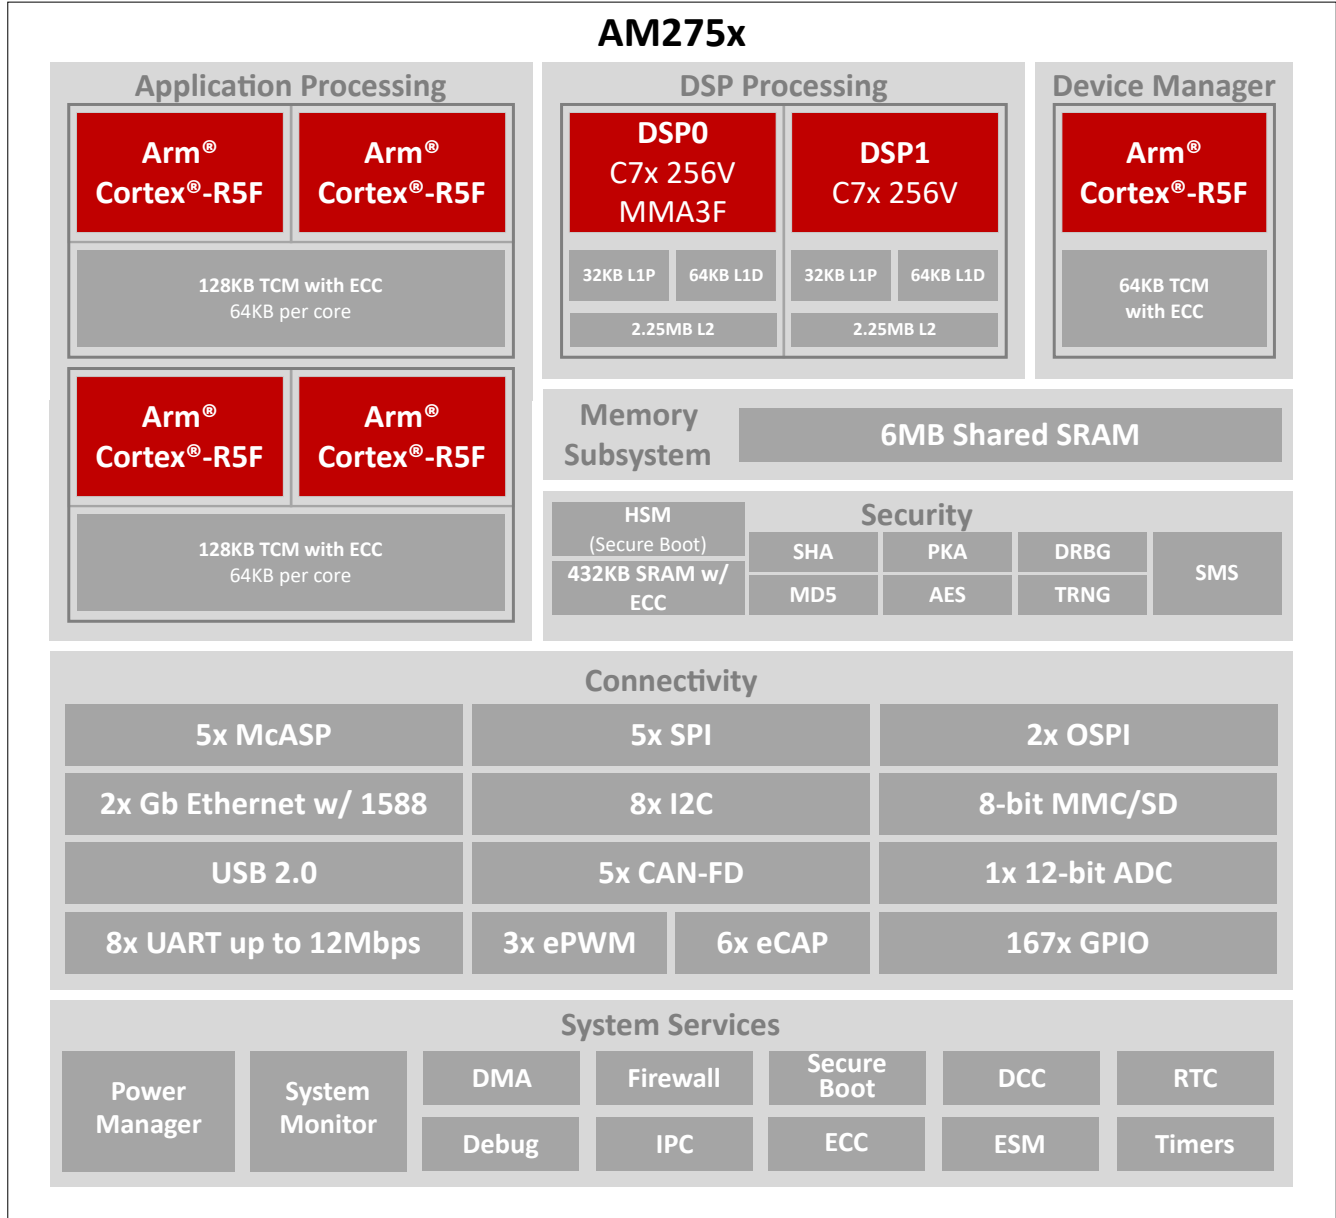 AM275x
Application Processing
Arm®
Cortex®-R5F
Arm®
Cortex®-R5F
128KB TCM with ECC
64KB per core
Arm®
Cortex®-R5F
Arm®
Cortex®-R5F
128KB TCM with ECC
64KB per core
DSP Processing
DSP0
C7x 256V
MMA3F
DSP1
C7x 256V
32KB L1P
64KB L1D
32KB L1P
64KB L1D
2.25MB L2
2.25MB L2
Device Manager
Arm®
Cortex®-R5F
64KB TCM
with ECC
Memory
Subsystem
6MB Shared SRAM
Security
HSM
(Secure Boot)
432KB SRAM w/
ECC
SHA
PKA
DRBG
MD5
AES
TRNG
SMS
Connectivity
5x McASP
5x SPI
2x OSPI
2x Gb Ethernet w/ 1588
8x I2C
8-bit MMC/SD
USB 2.0
5x CAN-FD
1x 12-bit ADC
8x UART up to 12Mbps
3x ePWM
6x eCAP
167x GPIO
System Services
Power
Manager
System
Monitor
DMA
Firewall
Secure
Boot
DCC
RTC
Debug
IPC
ECC
ESM
Timers